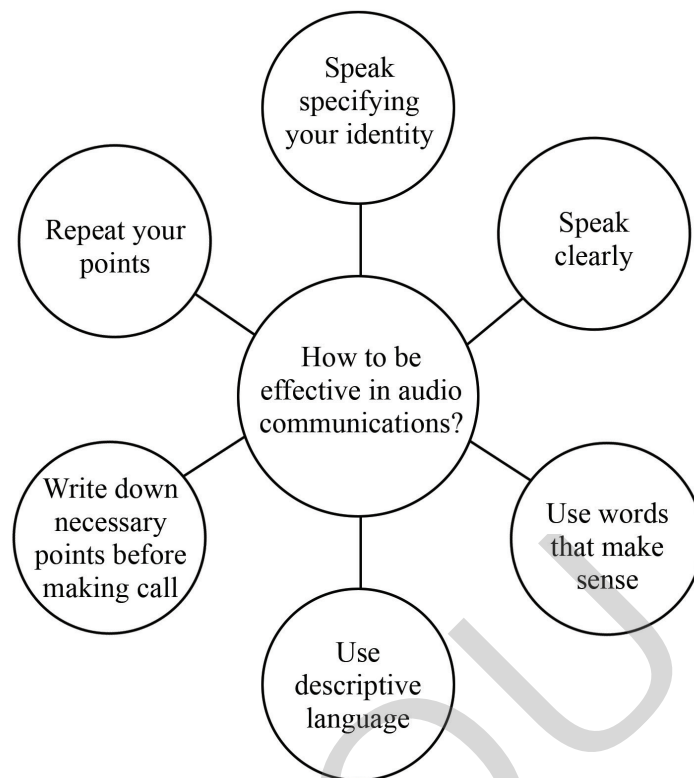 Speak
specifying
your identity
Repeat your
points
Speak
clearly
How to be
effective in audio
communications?
Write down
necessary
points before
making call
Use words
that make
sense
Use
descriptive
language
OU